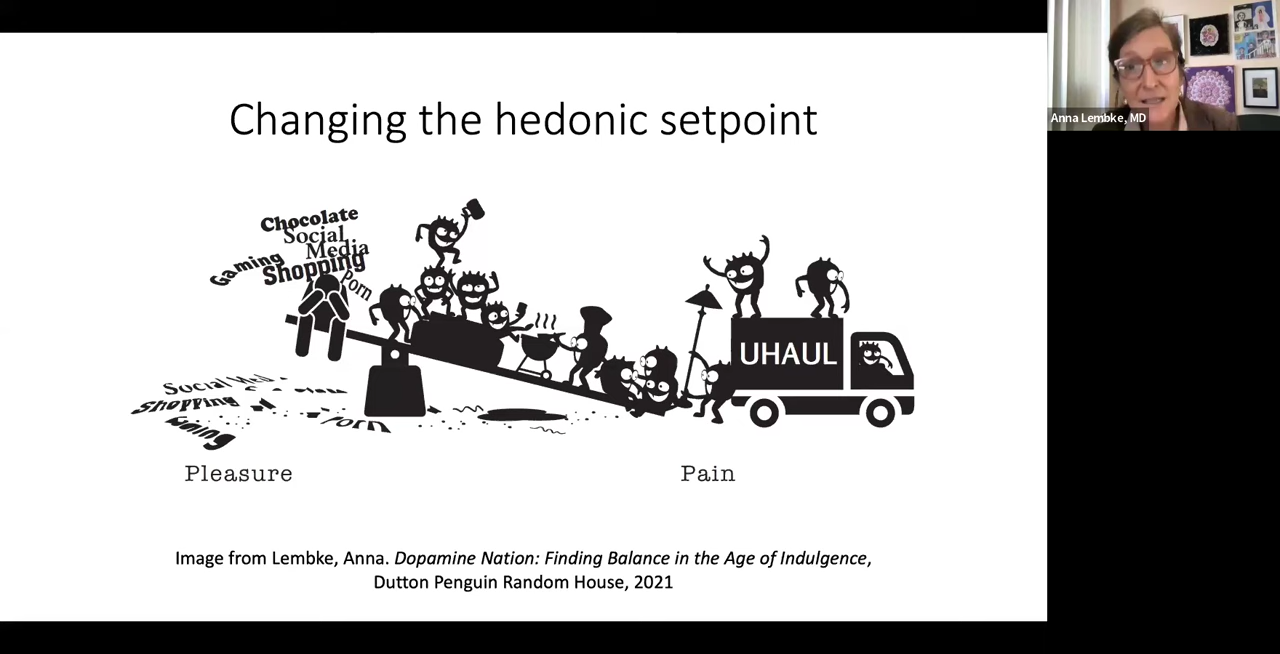 Changing the hedonic setpoint
Chocolate
Social
Media
Gaming
Shopping
Porn
UHAUL
Social Med
Shopping
Porn
Pleasure
Pain
Image from Lembke, Anna. Dopamine Nation: Finding Balance in the Age of Indulgence,
Dutton Penguin Random House, 2021
Anna Lembke, MD